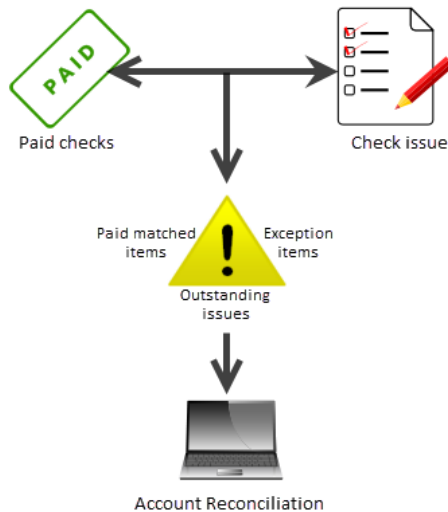 PAID
Paid checks
Check issue
Paid matched
items
Exception
items
Outstanding
issues
Account Reconciliation